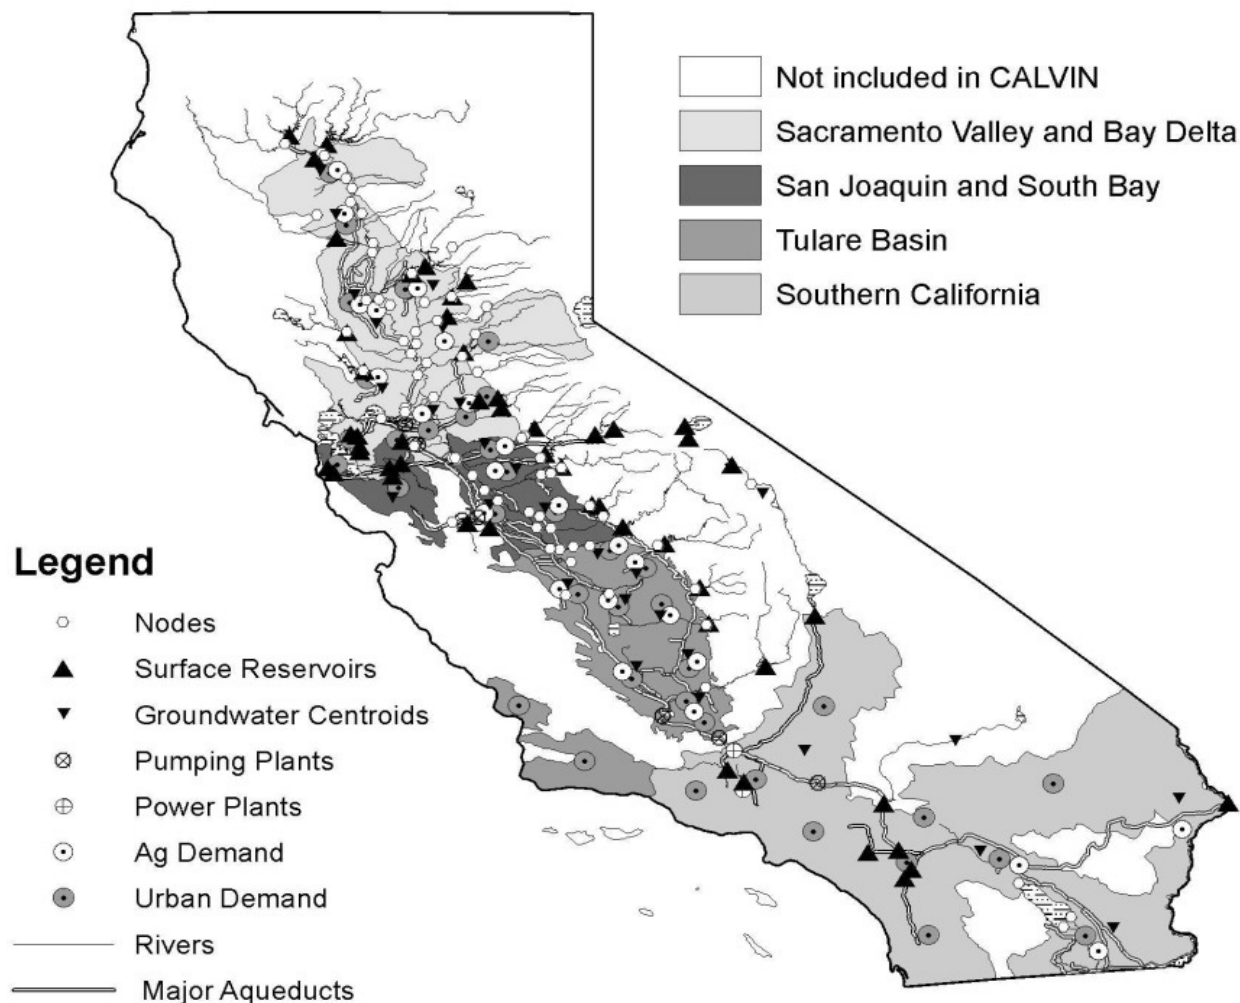 Not included in CALVIN
Sacramento Valley and Bay Delta
San Joaquin and South Bay
Tulare Basin
Southern California
Legend
Nodes
Surface Reservoirs
Groundwater Centroids
Pumping Plants
Power Plants
Ag Demand
Urban Demand
Rivers
Major Aqueducts